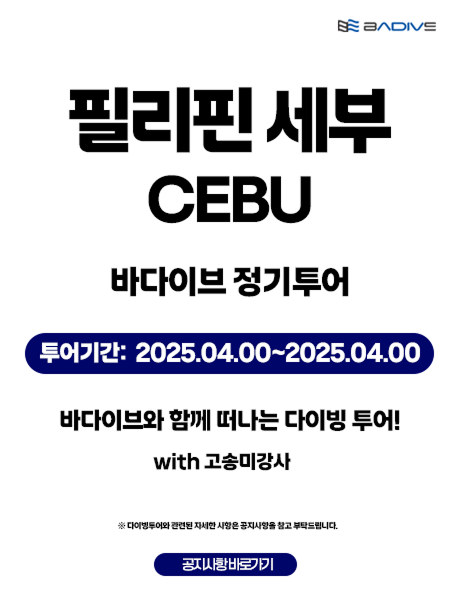 BADIVE
필리핀 세부
CEBU
바다이브 정기투어
투어기간: 2025.04.00~2025.04.00
바다이브와 함께 떠나는 다이빙 투어!
with 고송미강사
※ 다이빙투어와 관련된 자세한 사항은 공지사항을 참고 부탁드립니다.
공지사항 바로가기